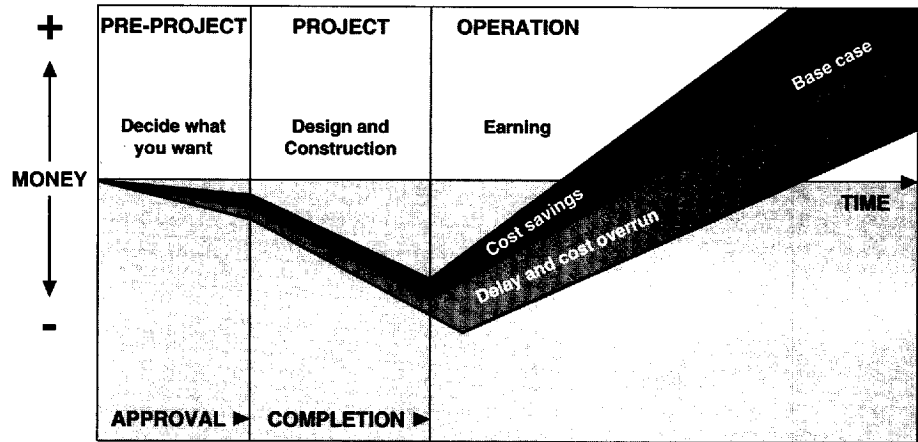 +
PRE-PROJECT
PROJECT
OPERATION
Base case
Decide what
you want
Design and
Construction
Earning
MONEY
TIME
Cost savings
Delay and cost overrun
-
APPROVAL
COMPLETION